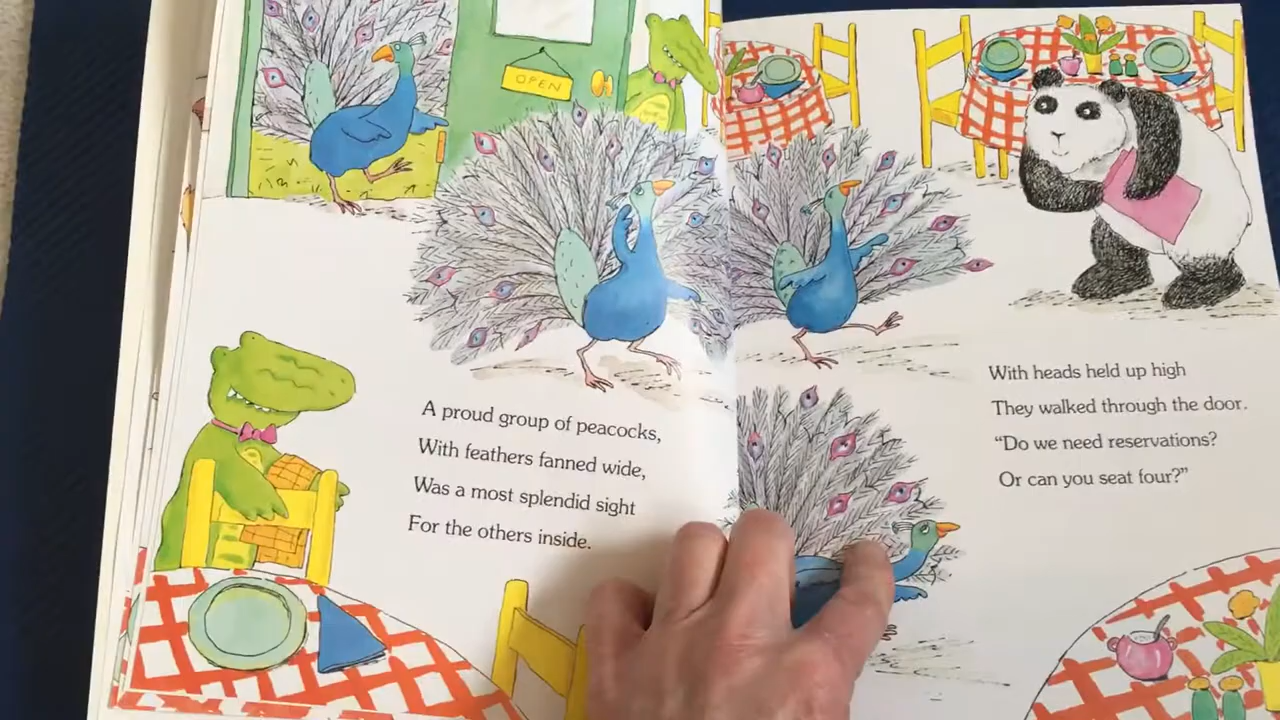 OPEN
A proud group of peacocks,
With feathers fanned wide,
Was a most splendid sight
For the others inside.
With heads held up high
They walked through the door.
“Do we need reservations?
Or can you seat four?”